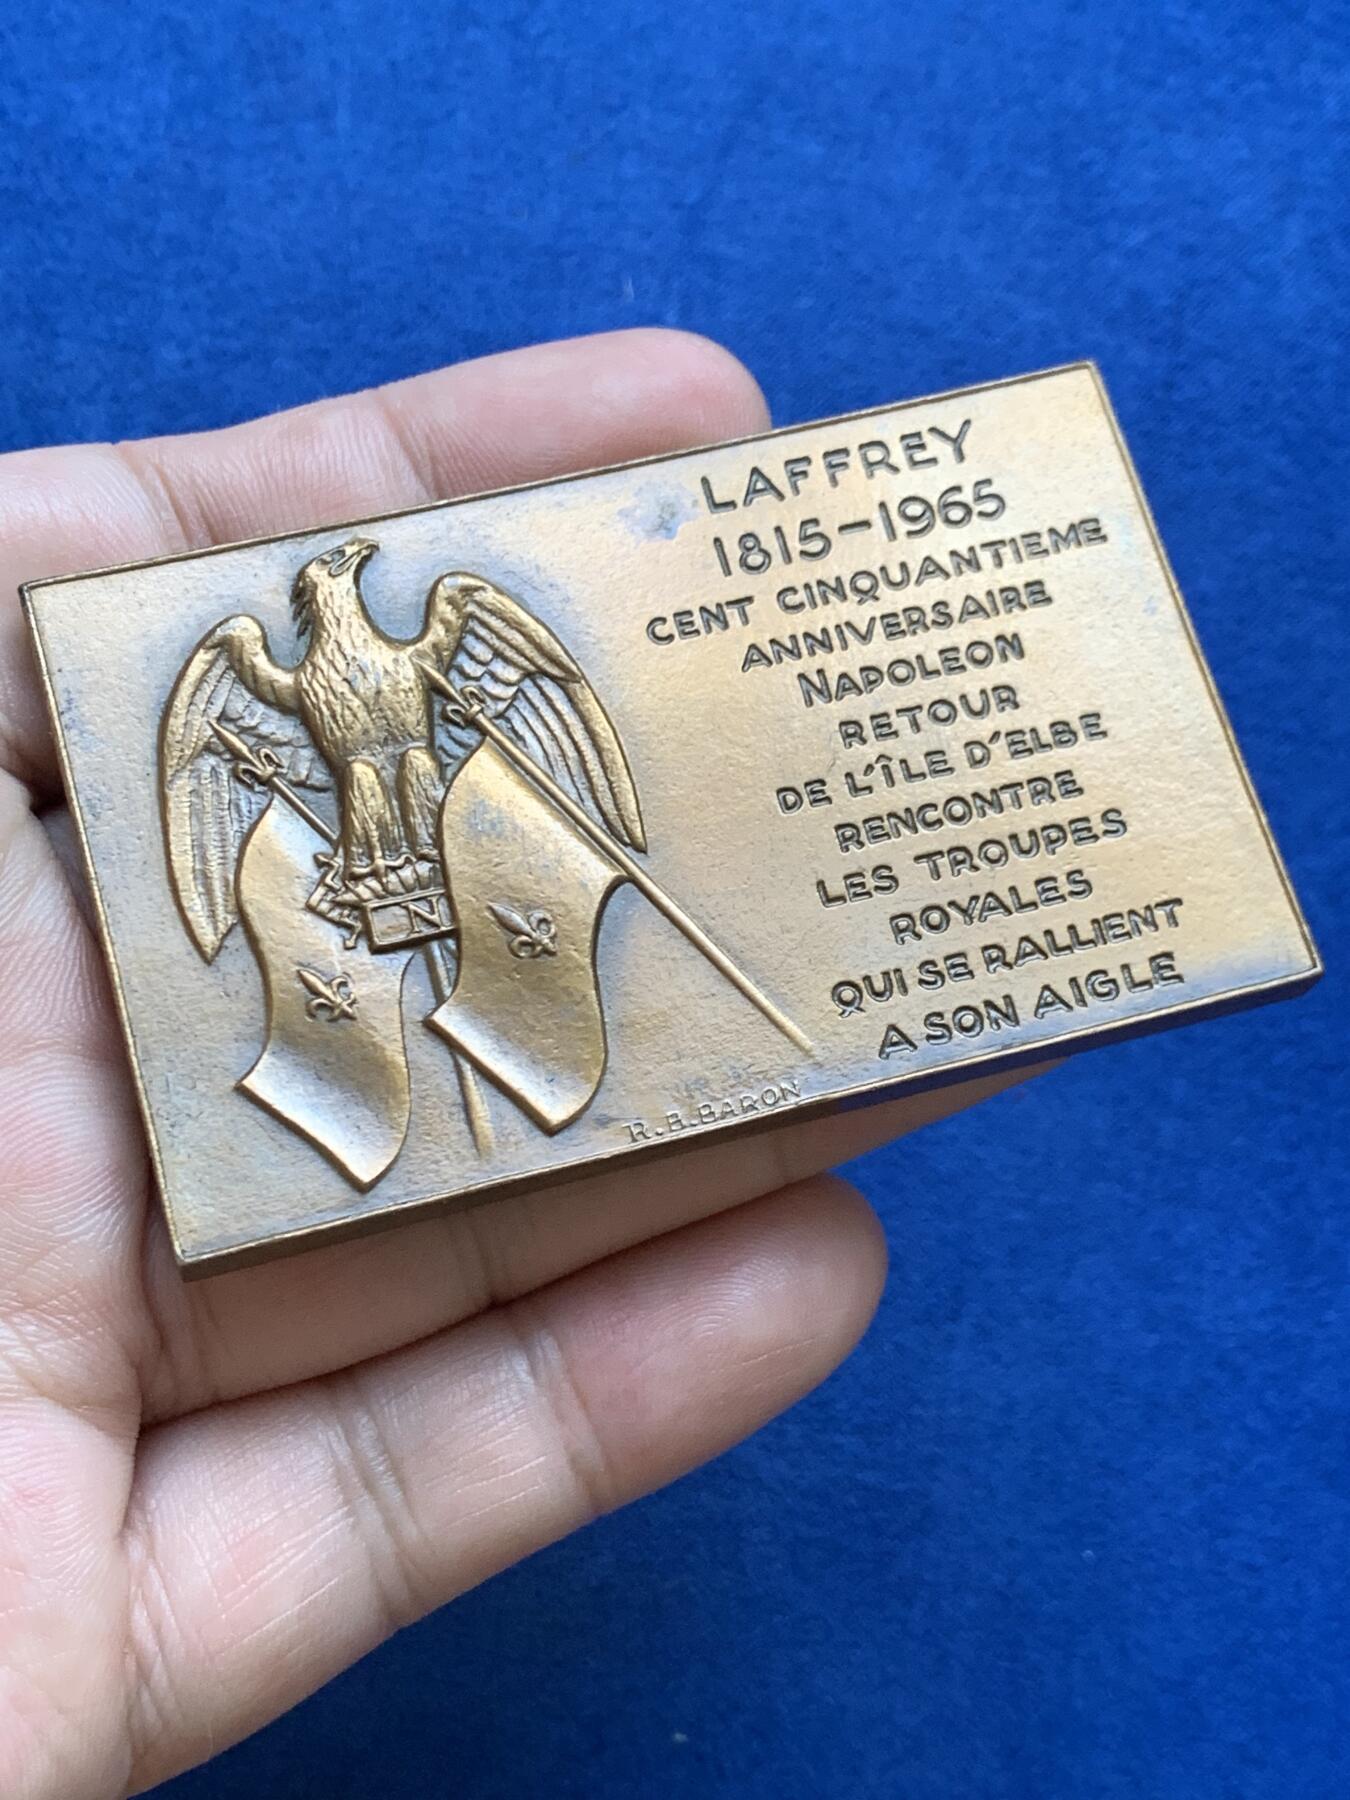 LAFFREY
1815-1965
CENT CINQUANTIEME
ANNIVERSAIRE
NAPOLEON
RETOUR
DE L'ÎLE D'ELBE
RENCONTRE
LES TROUPES
ROYALES
QUI SE RALLIENT
A SON AIGLE
N
R.B.BARON